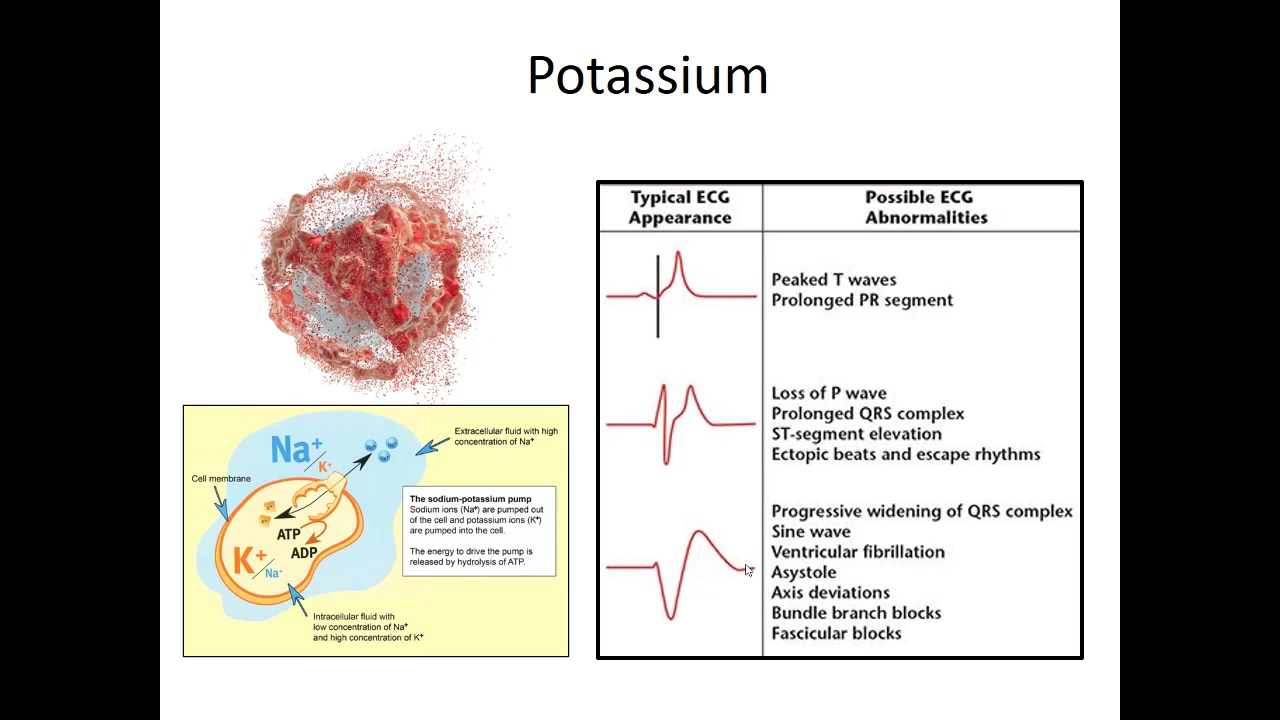 Potassium
Na⁺
K⁺
Extracellular fluid with high
concentration of Na⁺
Na⁺
Na⁺
Na⁺
Cell membrane
K⁺
K⁺
ATP
ADP
K⁺
Na⁺
The sodium-potassium pump
Sodium ions (Na⁺) are pumped out
of the cell and potassium ions (K⁺)
are pumped into the cell.
The energy to drive the pump is
released by hydrolysis of ATP.
Intracellular fluid with
low concentration of Na⁺
and high concentration of K⁺
Typical ECG
Appearance
Possible ECG
Abnormalities
Peaked T waves
Prolonged PR segment
Loss of P wave
Prolonged QRS complex
ST-segment elevation
Ectopic beats and escape rhythms
Progressive widening of QRS complex
Sine wave
Ventricular fibrillation
Asystole
Axis deviations
Bundle branch blocks
Fascicular blocks